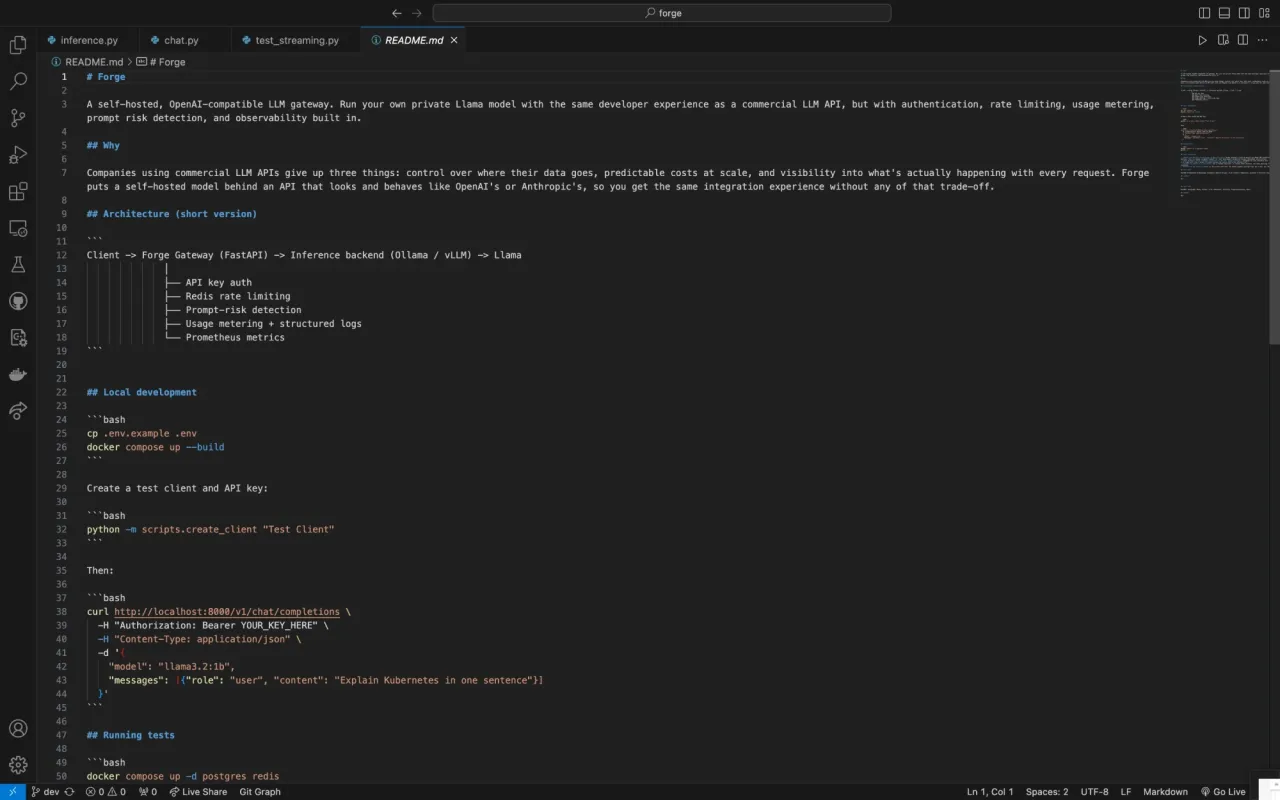 forge
inference.py
chat.py
test_streaming.py
README.md
README.md > # Forge
1 # Forge
2
3 A self-hosted, OpenAI-compatible LLM gateway. Run your own private Llama model with the same developer experience as a commercial LLM API, but with authentication, rate limiting, usage metering,
prompt risk detection, and observability built in.
4
5 ## Why
6
7 Companies using commercial LLM APIs give up three things: control over where their data goes, predictable costs at scale, and visibility into what's actually happening with every request. Forge
puts a self-hosted model behind an API that looks and behaves like OpenAI's or Anthropic's, so you get the same integration experience without any of that trade-off.
8
9 ## Architecture (short version)
10
11 ```
12 Client -> Forge Gateway (FastAPI) -> Inference backend (Ollama / vLLM) -> Llama
13 │
14 ├── API key auth
15 ├── Redis rate limiting
16 ├── Prompt-risk detection
17 ├── Usage metering + structured logs
18 └── Prometheus metrics
19 ```
20
21
22 ## Local development
23
24 ```bash
25 cp .env.example .env
26 docker compose up --build
27 ```
28
29 Create a test client and API key:
30
31 ```bash
32 python -m scripts.create_client "Test Client"
33 ```
34
35 Then:
36
37 ```bash
38 curl http://localhost:8000/v1/chat/completions \
39 -H "Authorization: Bearer YOUR_KEY_HERE" \
40 -H "Content-Type: application/json" \
41 -d '{
42 "model": "llama3.2:1b",
43 "messages": [{"role": "user", "content": "Explain Kubernetes in one sentence"}]
44 }'
45 ```
46
47 ## Running tests
48
49 ```bash
50 docker compose up -d postgres redis
dev 0 0 0 Live Share Git Graph Ln 1, Col 1 Spaces: 2 UTF-8 LF Markdown Go Live